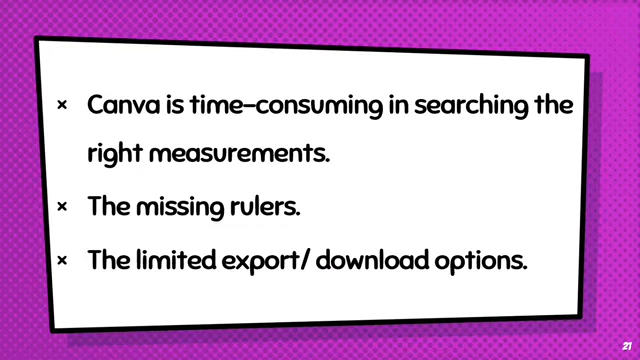 × Canva is time-consuming in searching the
right measurements.
× The missing rulers.
× The limited export/ download options.
21